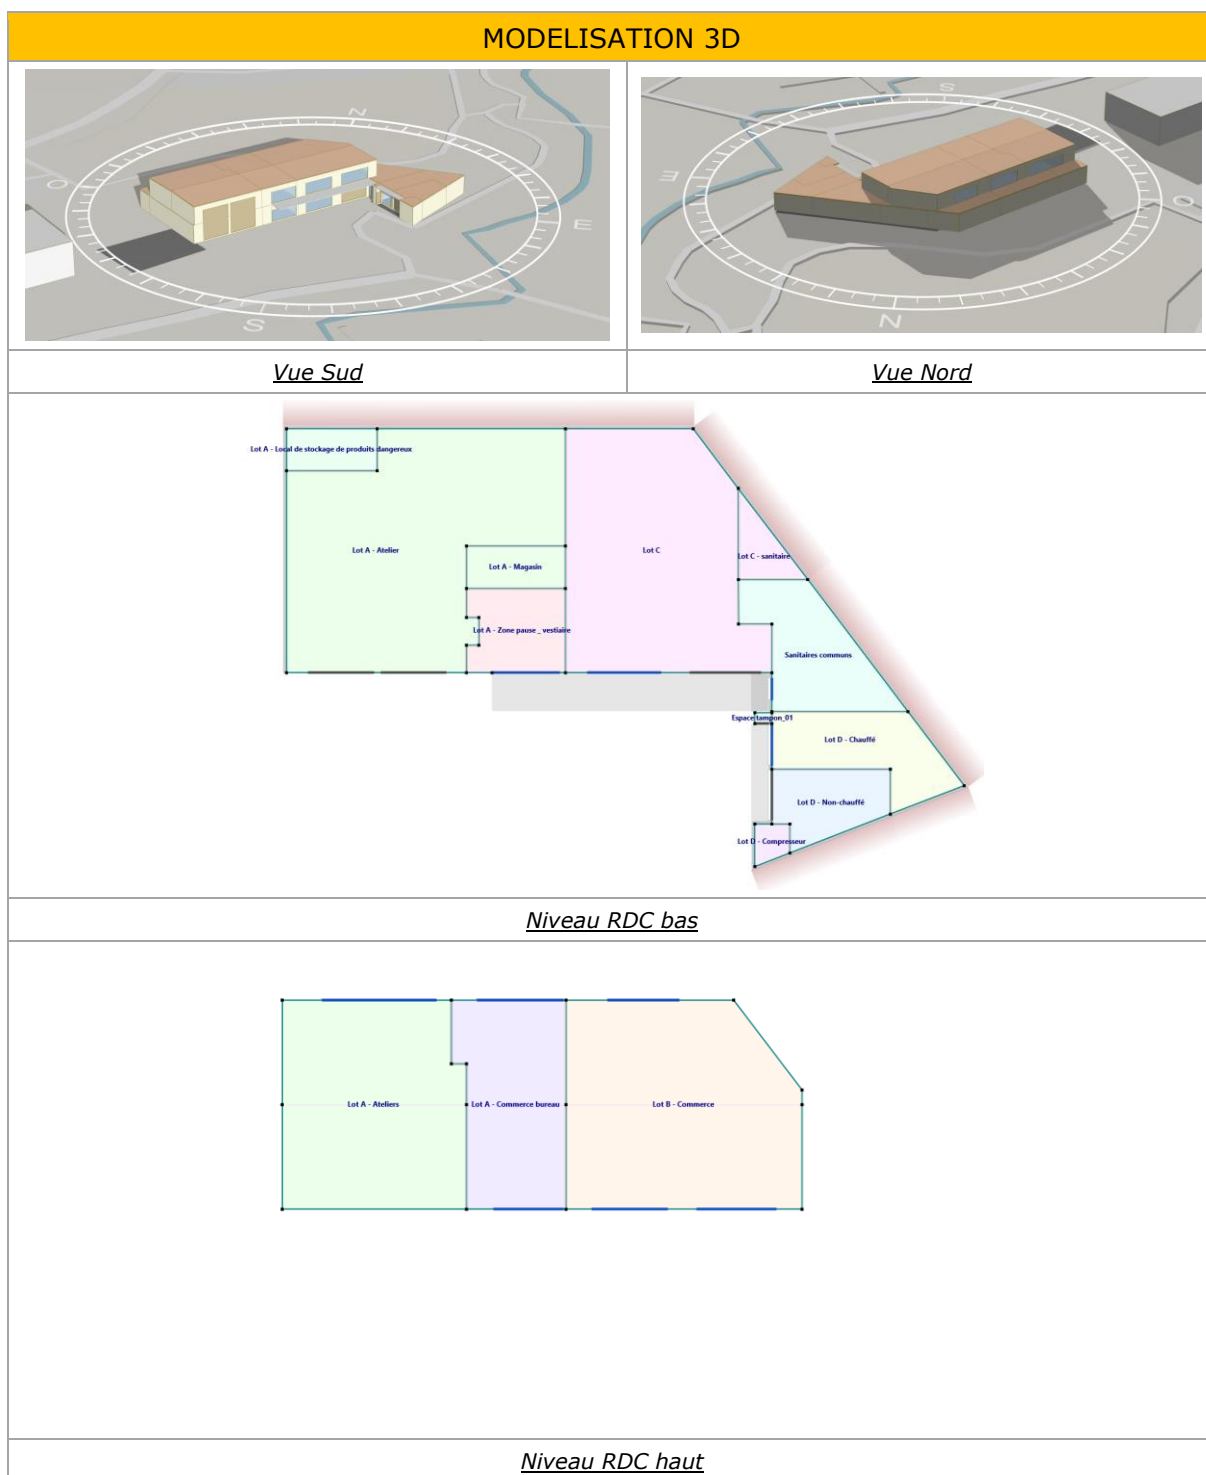 MODELISATION 3D
N
O
E
S
S
E
O
N
Vue Sud
Vue Nord
Lot A - Local de stockage de produits dangereux
Lot A - Atelier
Lot C
Lot C - sanitaire
Lot A - Magasin
Lot A - Zone pause _ vestiaire
Sanitaires communs
Espace tampon_01
Lot D - Chauffé
Lot D - Non-chauffé
Lot D - Compresseur
Niveau RDC bas
Lot A - Ateliers
Lot A - Commerce bureau
Lot B - Commerce
Niveau RDC haut